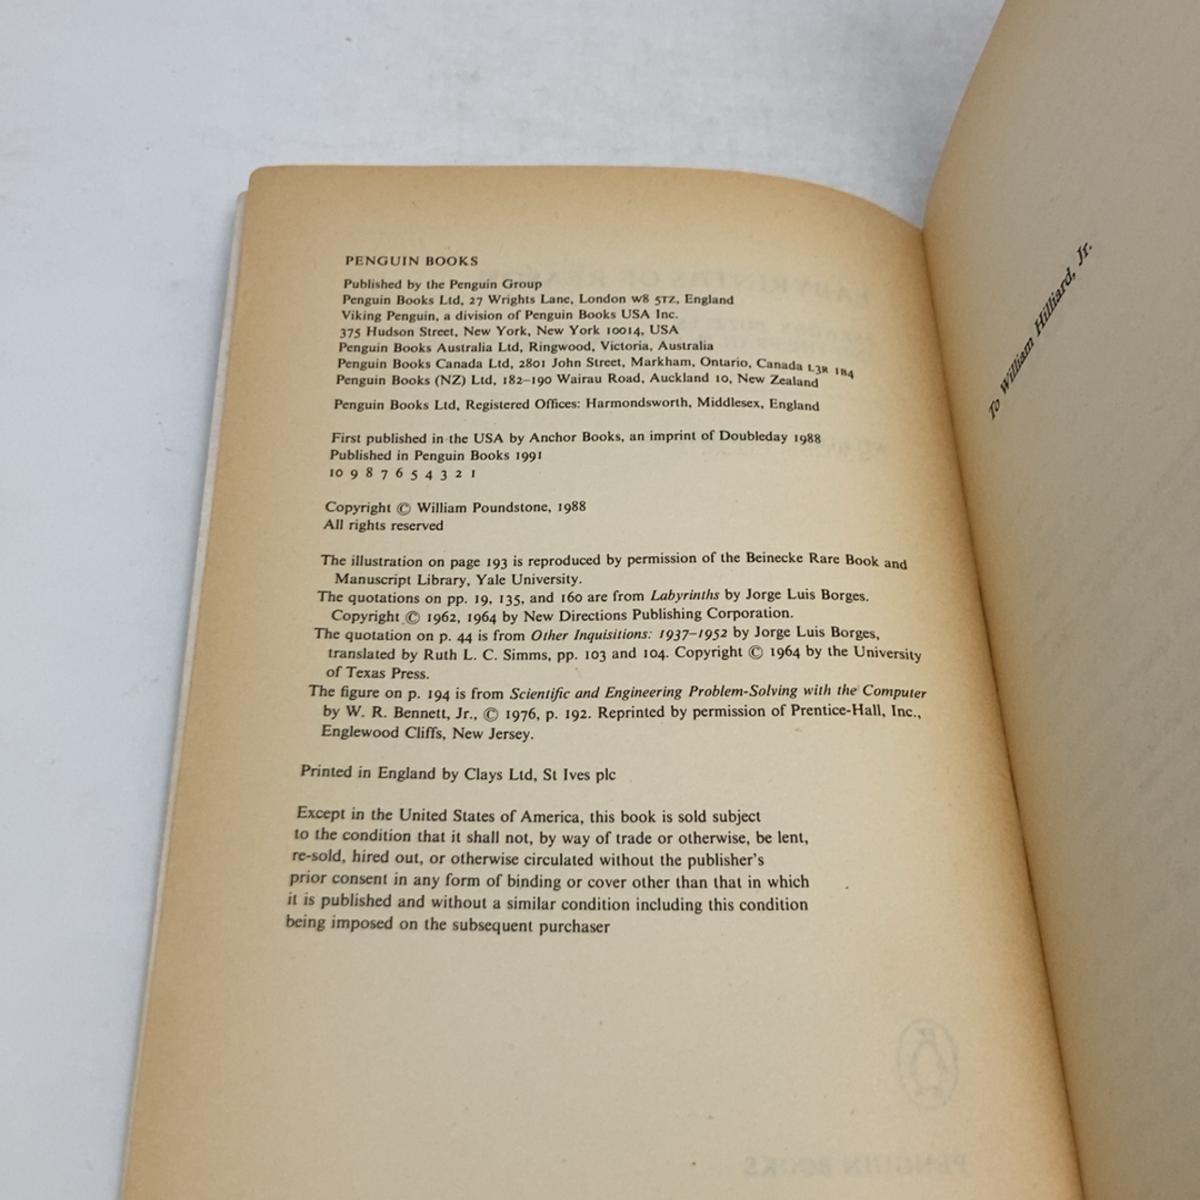 PENGUIN BOOKS
Published by the Penguin Group
Penguin Books Ltd, 27 Wrights Lane, London W8 5TZ, England
Viking Penguin, a division of Penguin Books USA Inc.
375 Hudson Street, New York, New York 10014, USA
Penguin Books Australia Ltd, Ringwood, Victoria, Australia
Penguin Books Canada Ltd, 2801 John Street, Markham, Ontario, Canada L3R 1B4
Penguin Books (NZ) Ltd, 182–190 Wairau Road, Auckland 10, New Zealand
Penguin Books Ltd, Registered Offices: Harmondsworth, Middlesex, England
First published in the USA by Anchor Books, an imprint of Doubleday 1988
Published in Penguin Books 1991
10 9 8 7 6 5 4 3 2 1
Copyright © William Poundstone, 1988
All rights reserved
The illustration on page 193 is reproduced by permission of the Beinecke Rare Book and
Manuscript Library, Yale University.
The quotations on pp. 19, 135, and 160 are from Labyrinths by Jorge Luis Borges.
Copyright © 1962, 1964 by New Directions Publishing Corporation.
The quotation on p. 44 is from Other Inquisitions: 1937–1952 by Jorge Luis Borges,
translated by Ruth L. C. Simms, pp. 103 and 104. Copyright © 1964 by the University
of Texas Press.
The figure on p. 194 is from Scientific and Engineering Problem-Solving with the Computer
by W. R. Bennett, Jr., © 1976, p. 192. Reprinted by permission of Prentice-Hall, Inc.,
Englewood Cliffs, New Jersey.
Printed in England by Clays Ltd, St Ives plc
Except in the United States of America, this book is sold subject
to the condition that it shall not, by way of trade or otherwise, be lent,
re-sold, hired out, or otherwise circulated without the publisher's
prior consent in any form of binding or cover other than that in which
it is published and without a similar condition including this condition
being imposed on the subsequent purchaser
To William Hilliard, Jr.